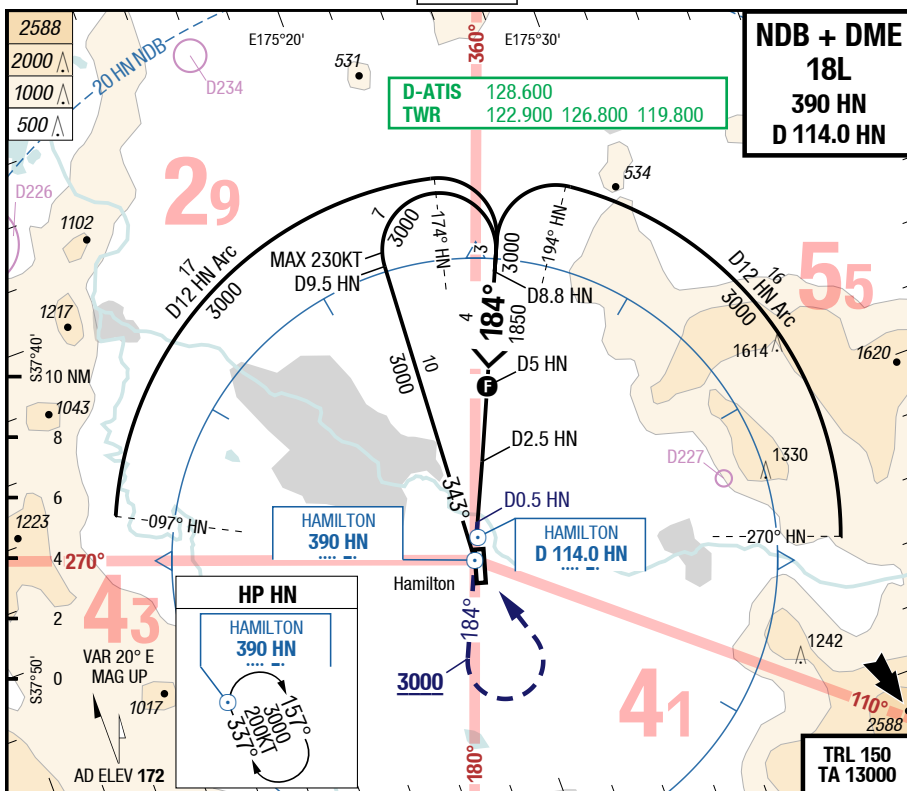 2588
2000
1000
500
20 HN NDB
E175°20'
E175°30'
360°
531
D234
D-ATIS 128.600
TWR 122.900 126.800 119.800
NDB + DME
18L
390 HN
D 114.0 HN
D226
29
534
1102
7
3000
174° HN
3
3000
194° HN
MAX 230KT
D9.5 HN
D8.8 HN
17
D12 HN Arc
3000
16
D12 HN Arc
3000
55
4
184°
1850
1217
S37°40'
10 NM
10
3000
D5 HN
F
1614
1620
1043
8
D2.5 HN
1330
D227
6
343°
D0.5 HN
097° HN
270° HN
1223
HAMILTON
390 HN
HAMILTON
D 114.0 HN
4
270°
Hamilton
43
HP HN
HAMILTON
390 HN
157°
3000
200KT
337°
184°
3000
2
1242
VAR 20° E
MAG UP
S37°50'
0
1017
41
110°
2588
AD ELEV 172
180°
TRL 150
TA 13000